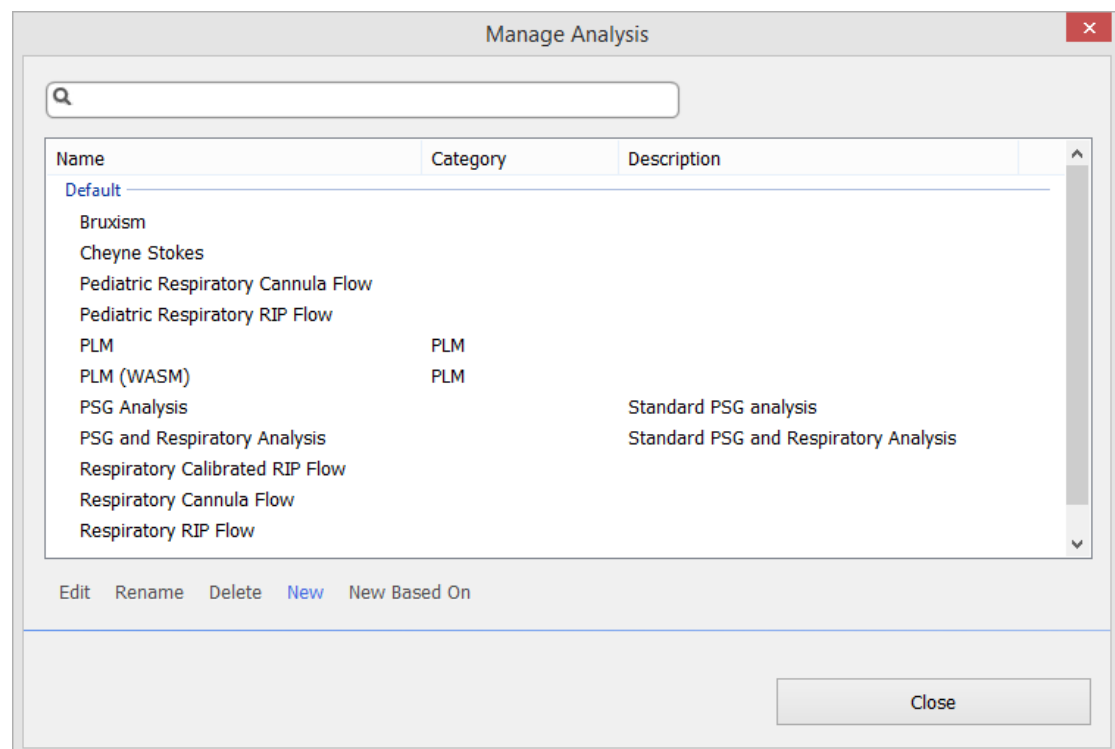 Manage Analysis
Name Category Description
Default
Bruxism
Cheyne Stokes
Pediatric Respiratory Cannula Flow
Pediatric Respiratory RIP Flow
PLM PLM
PLM (WASM) PLM
PSG Analysis Standard PSG analysis
PSG and Respiratory Analysis Standard PSG and Respiratory Analysis
Respiratory Calibrated RIP Flow
Respiratory Cannula Flow
Respiratory RIP Flow
Edit Rename Delete New New Based On
Close